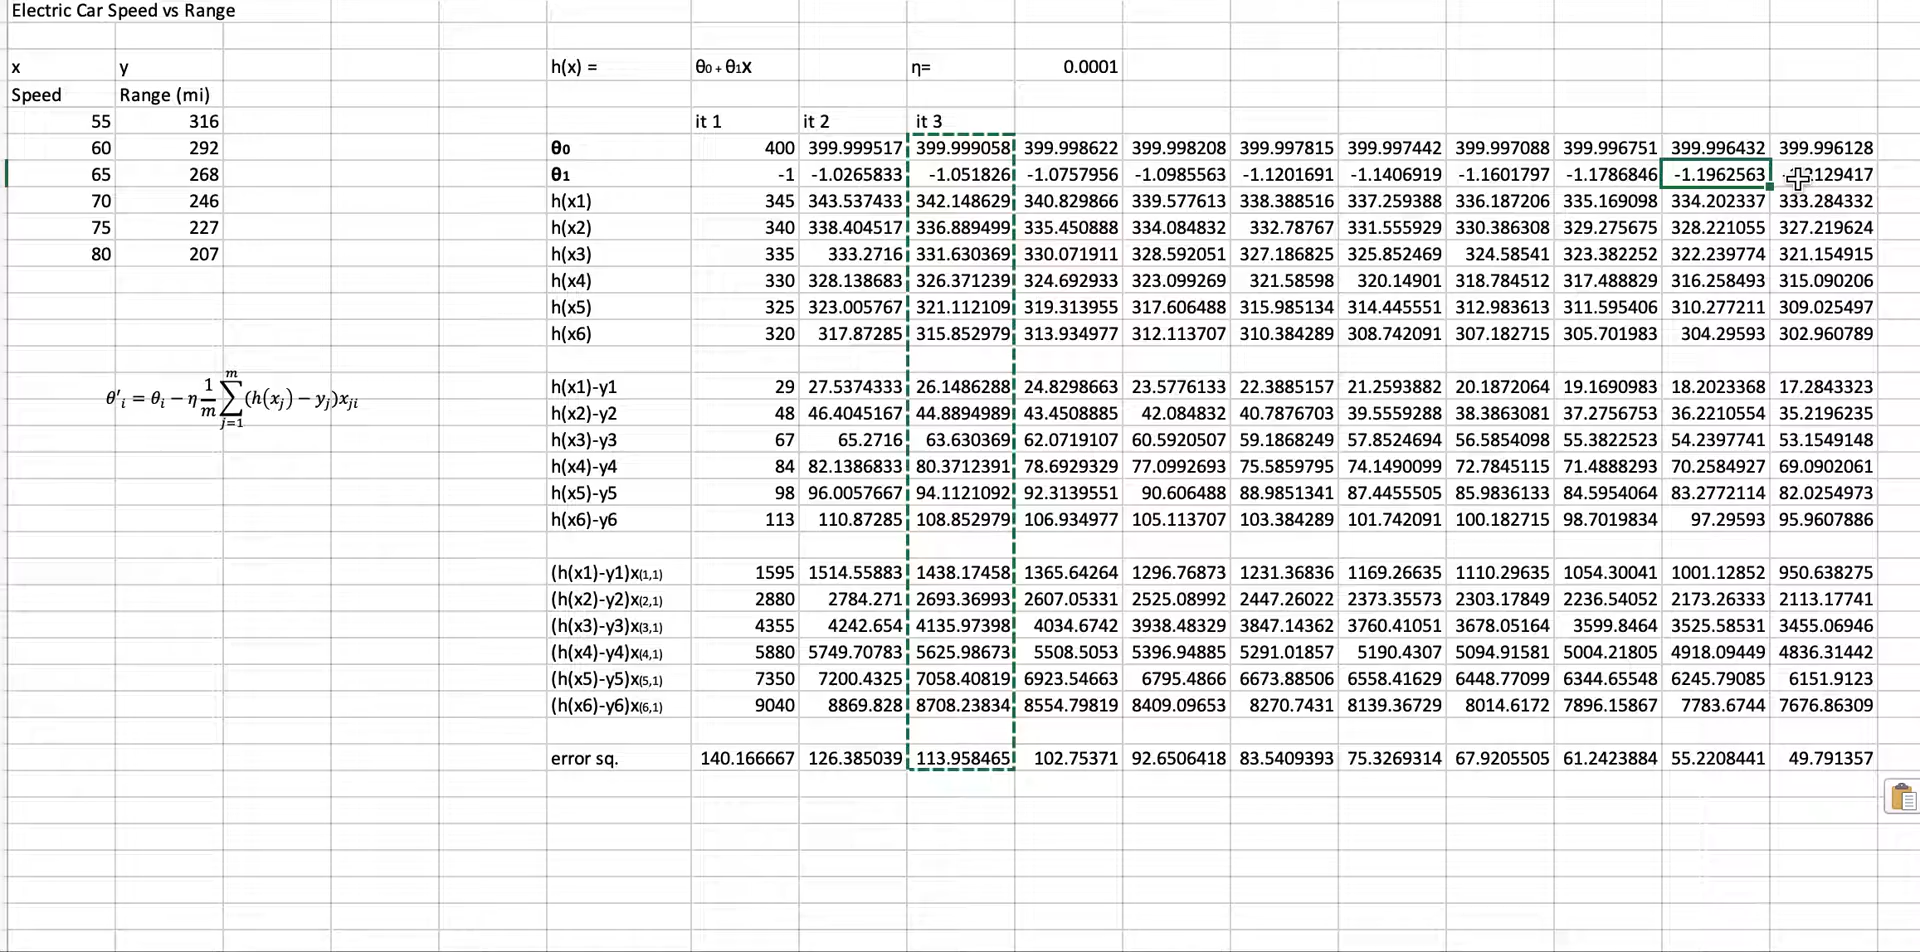 Electric Car Speed vs Range
x y h(x) = θ₀ + θ₁x η= 0.0001
Speed Range (mi)
55 316 it 1 it 2 it 3
60 292 θ₀ 400 399.999517 399.999058 399.998622 399.998208 399.997815 399.997442 399.997088 399.996751 399.996432 399.996128
65 268 θ₁ -1 -1.0265833 -1.051826 -1.0757956 -1.0985563 -1.1201691 -1.1406919 -1.1601797 -1.1786846 -1.1962563
70 246 h(x1) 345 343.537433 342.148629 340.829866 339.577613 338.388516 337.259388 336.187206 335.169098 334.202337 333.284332
75 227 h(x2) 340 338.404517 336.889499 335.450888 334.084832 332.78767 331.555929 330.386308 329.275675 328.221055 327.219624
80 207 h(x3) 335 333.2716 331.630369 330.071911 328.592051 327.186825 325.852469 324.58541 323.382252 322.239774 321.154915
h(x4) 330 328.138683 326.371239 324.692933 323.099269 321.58598 320.14901 318.784512 317.488829 316.258493 315.090206
h(x5) 325 323.005767 321.112109 319.313955 317.606488 315.985134 314.445551 312.983613 311.595406 310.277211 309.025497
h(x6) 320 317.87285 315.852979 313.934977 312.113707 310.384289 308.742091 307.182715 305.701983 304.29593 302.960789
θ'ᵢ = θᵢ − η 1/m ∑ j=1 m (h(xⱼ) − yⱼ)xⱼᵢ
h(x1)-y1 29 27.5374333 26.1486288 24.8298663 23.5776133 22.3885157 21.2593882 20.1872064 19.1690983 18.2023368 17.2843323
h(x2)-y2 48 46.4045167 44.8894989 43.4508885 42.084832 40.7876703 39.5559288 38.3863081 37.2756753 36.2210554 35.2196235
h(x3)-y3 67 65.2716 63.630369 62.0719107 60.5920507 59.1868249 57.8524694 56.5854098 55.3822523 54.2397741 53.1549148
h(x4)-y4 84 82.1386833 80.3712391 78.6929329 77.0992693 75.5859795 74.1490099 72.7845115 71.4888293 70.2584927 69.0902061
h(x5)-y5 98 96.0057667 94.1121092 92.3139551 90.606488 88.9851341 87.4455505 85.9836133 84.5954064 83.2772114 82.0254973
h(x6)-y6 113 110.87285 108.852979 106.934977 105.113707 103.384289 101.742091 100.182715 98.7019834 97.29593 95.9607886
(h(x1)-y1)x(1,1) 1595 1514.55883 1438.17458 1365.64264 1296.76873 1231.36836 1169.26635 1110.29635 1054.30041 1001.12852 950.638275
(h(x2)-y2)x(2,1) 2880 2784.271 2693.36993 2607.05331 2525.08992 2447.26022 2373.35573 2303.17849 2236.54052 2173.26333 2113.17741
(h(x3)-y3)x(3,1) 4355 4242.654 4135.97398 4034.6742 3938.48329 3847.14362 3760.41051 3678.05164 3599.8464 3525.58531 3455.06946
(h(x4)-y4)x(4,1) 5880 5749.70783 5625.98673 5508.5053 5396.94885 5291.01857 5190.4307 5094.91581 5004.21805 4918.09449 4836.31442
(h(x5)-y5)x(5,1) 7350 7200.4325 7058.40819 6923.54663 6795.4866 6673.88506 6558.41629 6448.77099 6344.65548 6245.79085 6151.9123
(h(x6)-y6)x(6,1) 9040 8869.828 8708.23834 8554.79819 8409.09653 8270.7431 8139.36729 8014.6172 7896.15867 7783.6744 7676.86309
error sq. 140.166667 126.385039 113.958465 102.75371 92.6506418 83.5409393 75.3269314 67.9205505 61.2423884 55.2208441 49.791357